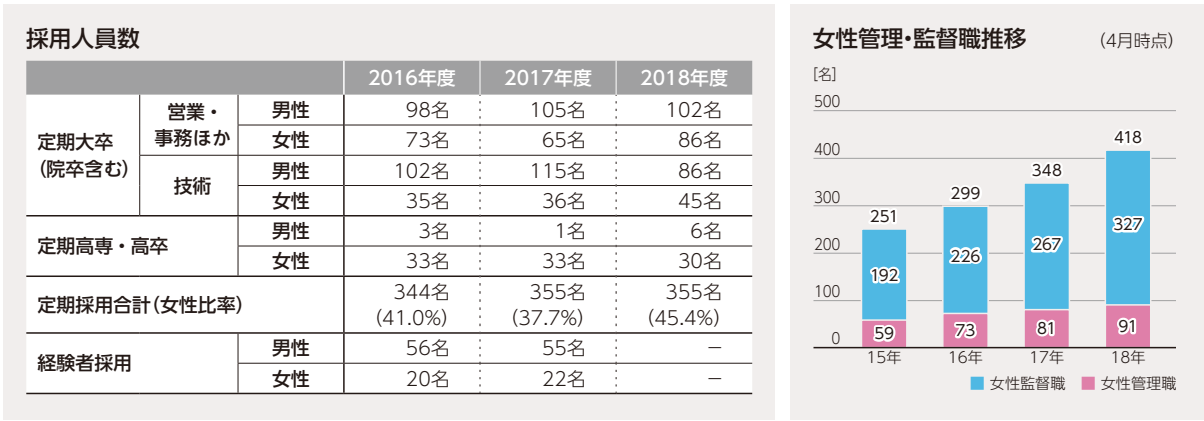 採用人員数
2016年度 2017年度 2018年度
定期大卒
(院卒含む)
営業・
事務ほか
男性 98名 105名 102名
女性 73名 65名 86名
技術
男性 102名 115名 86名
女性 35名 36名 45名
定期高専・高卒
男性 3名 1名 6名
女性 33名 33名 30名
定期採用合計(女性比率)
344名 355名 355名
(41.0%) (37.7%) (45.4%)
経験者採用
男性 56名 55名 −
女性 20名 22名 −
女性管理・監督職推移 (4月時点)
[名]
500
400
300
200
100
0
251
192
59
299
226
73
348
267
81
418
327
91
15年 16年 17年 18年
女性監督職 女性管理職